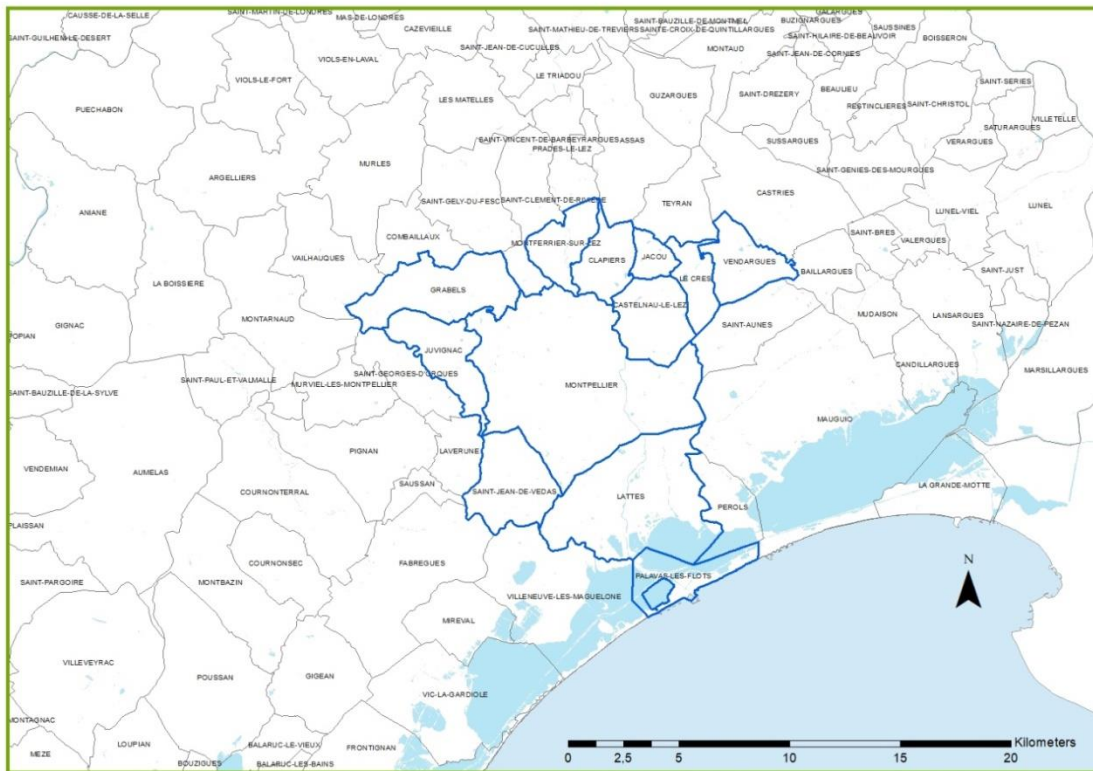 CAUSSE-DE-LA-SELLE
SAINT-MARTIN-DE-LONDRES
MAS-DE-LONDRES
CAZEVIEILLE
SAINT-MATHIEU-DE-TREVIERS
SAINT-BAUZILLE-DE-MONTMEL
SAINTE-CROIX-DE-QUINTILLARGUES
GALARGUES
BUZIGNARGUES
SAUSSINES
SAINT-HILAIRE-DE-BEAUVOIR
BOISSERON
SAINT-GUILHEM-LE-DESERT
VIOLS-EN-LAVAL
SAINT-JEAN-DE-CUCULLES
MONTAUD
SAINT-JEAN-DE-CORNIES
VIOLS-LE-FORT
LE TRIADOU
SAINT-SERIES
PUECHABON
LES MATELLES
GUZARGUES
SAINT-DREZERY
BEAULIEU
RESTINCLIERES
SAINT-CHRISTOL
VILLETELLE
SATURARGUES
SAINT-VINCENT-DE-BARBEYRARGUES
ASSAS
PRADES-LE-LEZ
SUSSARGUES
VERARGUES
MURLES
ARGELLIERS
SAINT-GENIES-DES-MOURGUES
CASTRIES
SAINT-GELY-DU-FESC
SAINT-CLEMENT-DE-RIVIERE
TEYRAN
LUNEL-VIEL
LUNEL
ANIANE
COMBAILLAUX
SAINT-BRES
VALERGUES
MONTFERRIER-SUR-LEZ
CLAPIERS
JACOU
VENDARGUES
VAILHAUQUES
BAILLARGUES
SAINT-JUST
LE CRES
LA BOISSIERE
GRABELS
CASTELNAU-LE-LEZ
MUDAISON
LANSARGUES
MONTARNAUD
GIGNAC
SAINT-AUNES
SAINT-NAZAIRE-DE-PEZAN
POPIAN
JUVIGNAC
CANDILLARGUES
MARSILLARGUES
SAINT-GEORGES-D'ORQUES
SAINT-PAUL-ET-VALMALLE
MURVIEL-LES-MONTPELLIER
MONTPELLIER
SAINT-BAUZILLE-DE-LA-SYLVE
MAUGUIO
PIGNAN
LAVERUNE
VENDEMIAN
AUMELAS
SAUSSAN
LA GRANDE-MOTTE
COURNONTERRAL
SAINT-JEAN-DE-VEDAS
LATTES
PEROLS
PLAISSAN
COURNONSEC
FABREGUES
N
SAINT-PARGOIRE
MONTBAZIN
PALAVAS-LES-FLOTS
VILLENEUVE-LES-MAGUELONE
MIREVAL
VILLEVEYRAC
POUSSAN
GIGEAN
VIC-LA-GARDIOLE
MONTAGNAC
LOUPIAN
BALARUC-LE-VIEUX
FRONTIGNAN
Kilometers
MEZE
BOUZIGUES
BALARUC-LES-BAINS
0 2,5 5 10 15 20